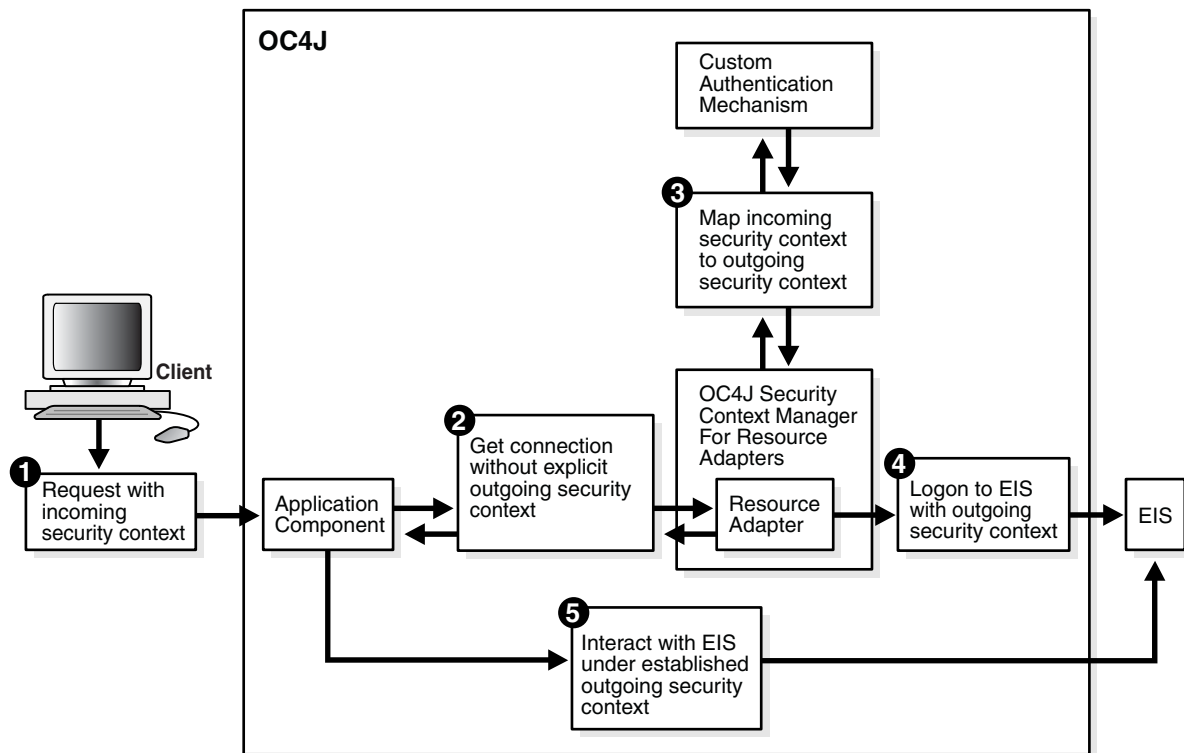 OC4J
Custom
Authentication
Mechanism
3
Map incoming
security context
to outgoing
security context
Client
OC4J Security
Context Manager
For Resource
Adapters
2
Get connection
without explicit
outgoing security
context
1
Request with
incoming
security context
Application
Component
Resource
Adapter
4
Logon to EIS
with outgoing
security context
EIS
5
Interact with EIS
under established
outgoing security
context